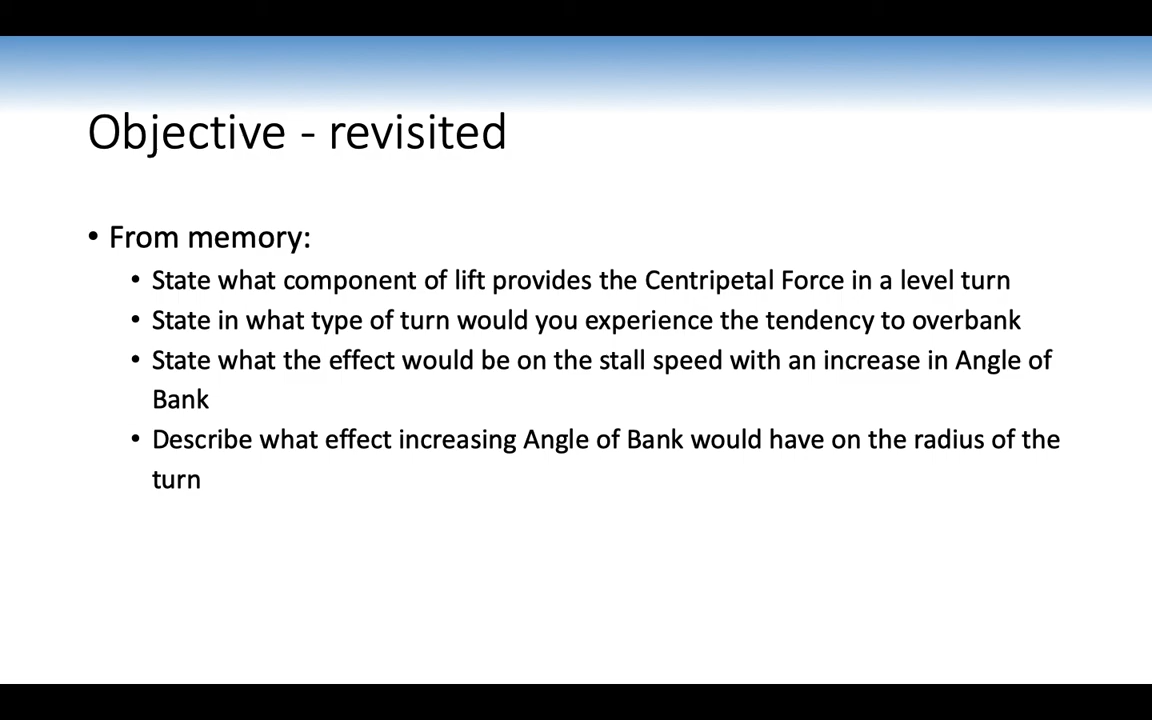 Objective - revisited
• From memory:
• State what component of lift provides the Centripetal Force in a level turn
• State in what type of turn would you experience the tendency to overbank
• State what the effect would be on the stall speed with an increase in Angle of
Bank
• Describe what effect increasing Angle of Bank would have on the radius of the
turn